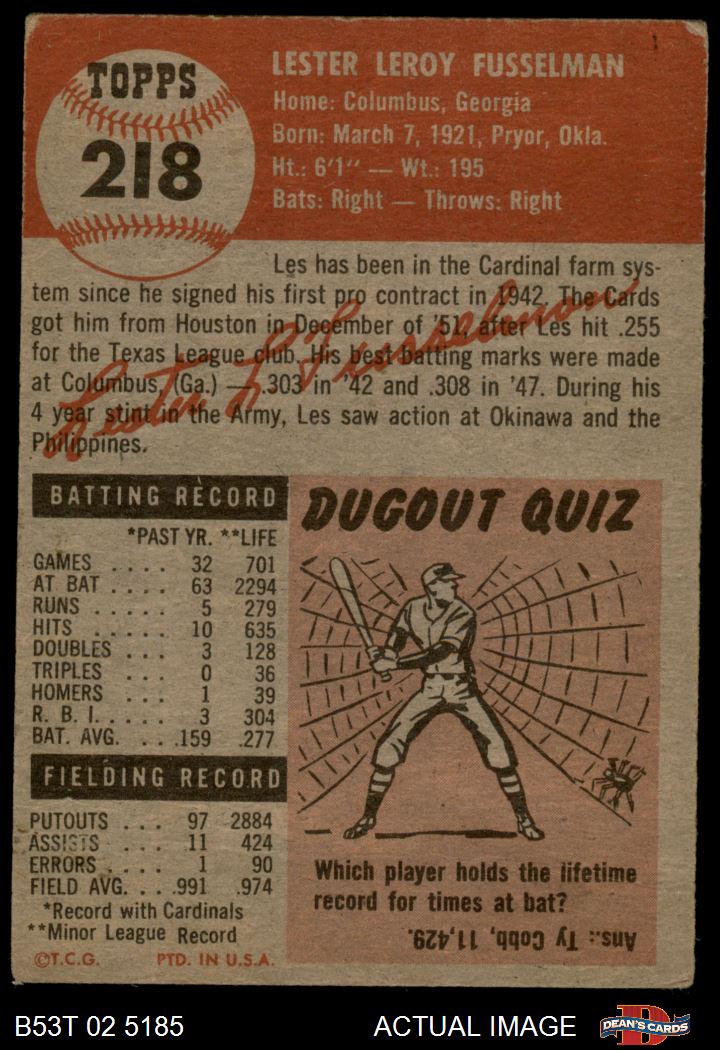 TOPPS
218
LESTER LEROY FUSSELMAN
Home: Columbus, Georgia
Born: March 7, 1921, Pryor, Okla.
Ht.: 6'1" — Wt.: 195
Bats: Right — Throws: Right
Les has been in the Cardinal farm sys-
tem since he signed his first pro contract in 1942. The Cards
got him from Houston in December of '51, after Les hit .255
for the Texas League club. His best batting marks were made
at Columbus, (Ga.) — .303 in '42 and .308 in '47. During his
4 year stint in the Army, Les saw action at Okinawa and the
Philippines.
Lester L Fusselman
BATTING RECORD
*PAST YR. **LIFE
GAMES .... 32 701
AT BAT .... 63 2294
RUNS ..... 5 279
HITS ..... 10 635
DOUBLES ... 3 128
TRIPLES ... 0 36
HOMERS ... 1 39
R. B. I. .... 3 304
BAT. AVG. ... .159 .277
FIELDING RECORD
PUTOUTS ... 97 2884
ASSISTS ... 11 424
ERRORS .... 1 90
FIELD AVG. ... .991 .974
*Record with Cardinals
**Minor League Record
©T.C.G. PTD. IN U.S.A.
DUGOUT QUIZ
Which player holds the lifetime
record for times at bat?
Ans.: Ty Cobb, 11,429.
B53T 02 5185 ACTUAL IMAGE
D
DEAN'S CARDS